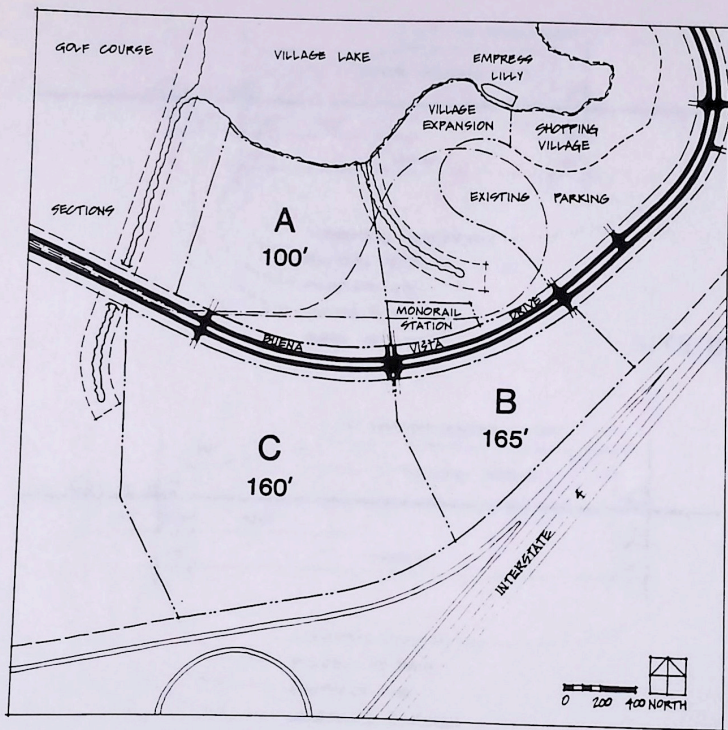 GOLF COURSE
VILLAGE LAKE
EMPRESS
LILLY
VILLAGE
EXPANSION
SHOPPING
VILLAGE
SECTIONS
EXISTING PARKING
A
100'
MONORAIL
STATION
BUENA
VISTA
DRIVE
B
165'
C
160'
INTERSTATE
4
0 200 400 NORTH